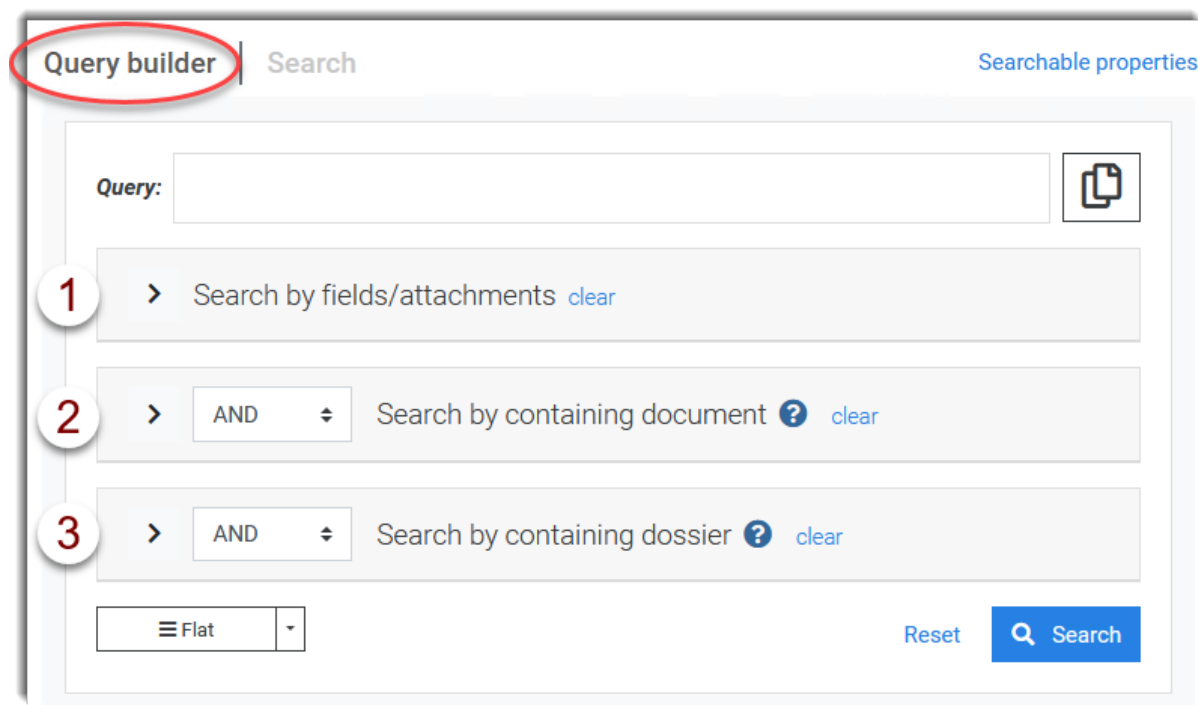 Query builder Search Searchable properties
Query:
1 Search by fields/attachments clear
2 AND Search by containing document ? clear
3 AND Search by containing dossier ? clear
Flat Reset Search